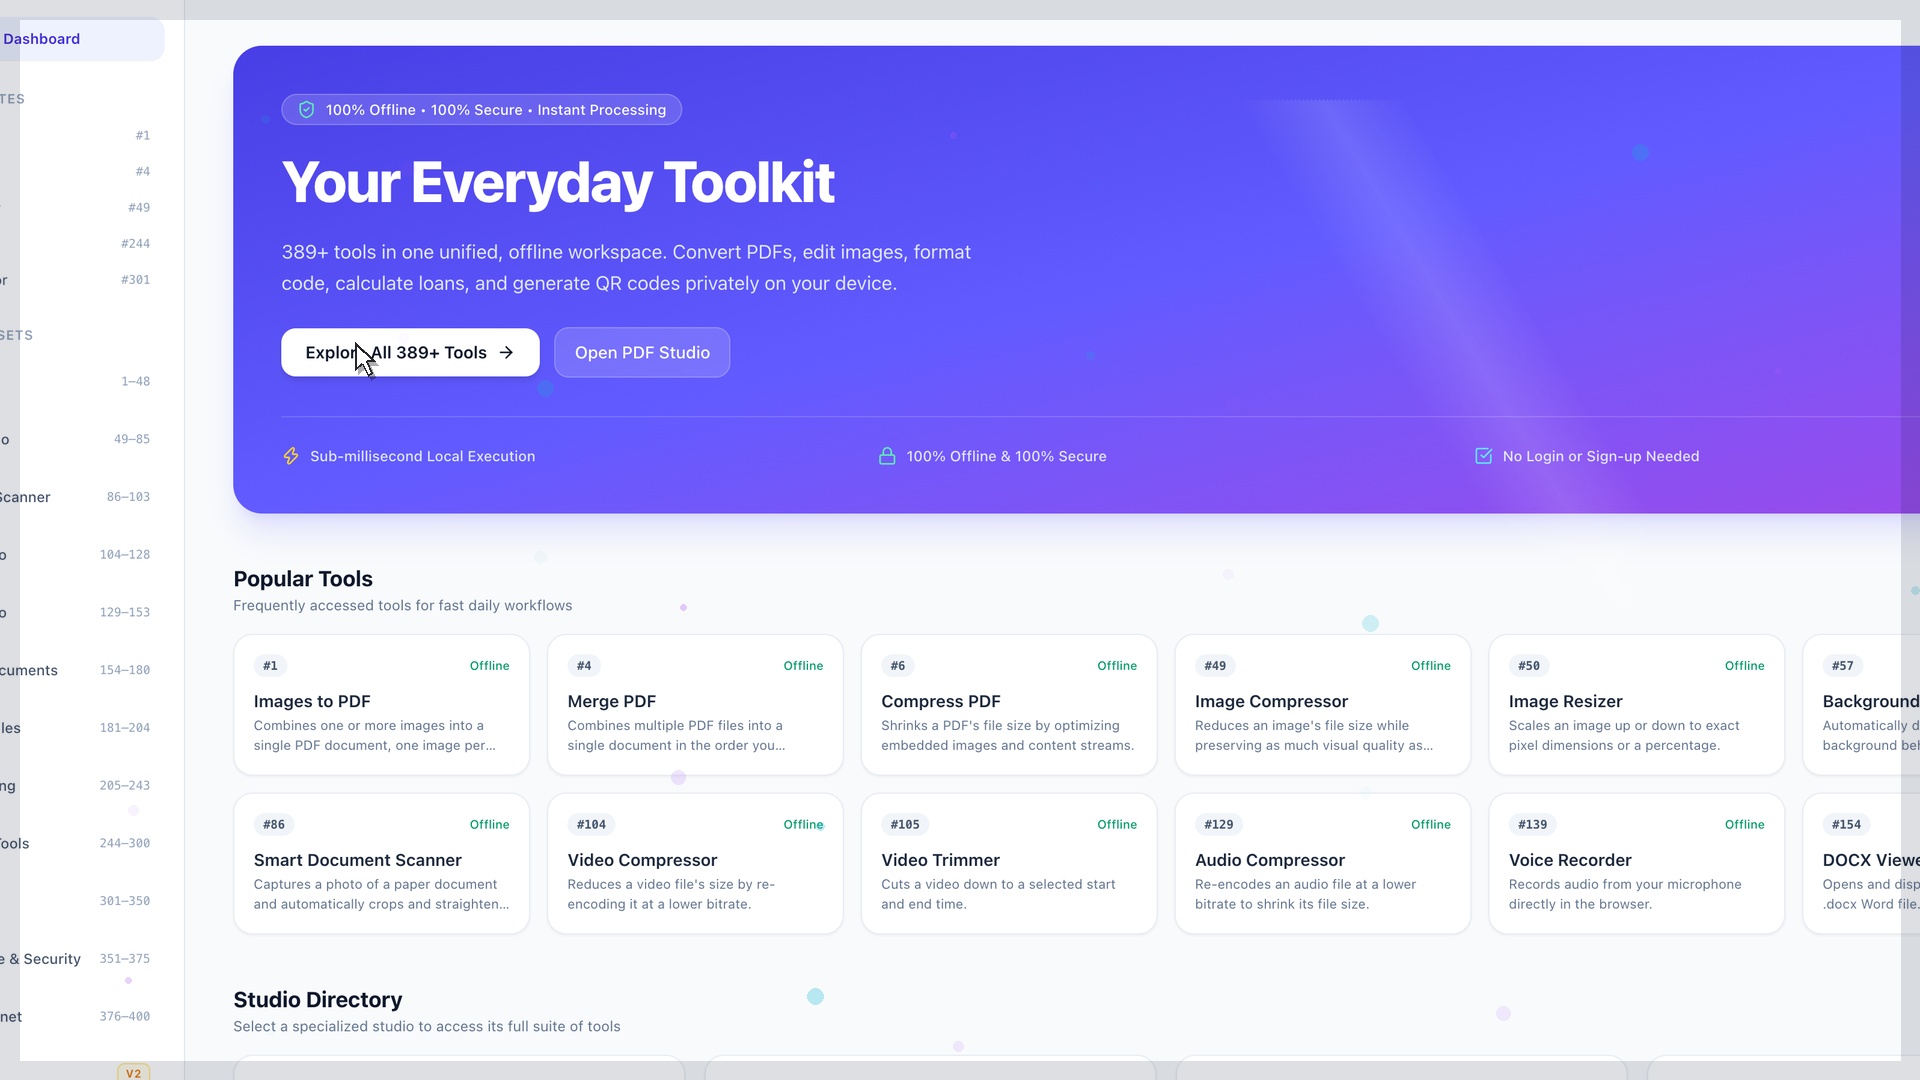 Dashboard
TES
#1
#4
#49
#244
or
#301
SETS
1–48
o
49–85
Scanner
86–103
o
104–128
o
129–153
cuments
154–180
les
181–204
ng
205–243
Tools
244–300
301–350
e & Security
351–375
net
376–400
V2
100% Offline • 100% Secure • Instant Processing
Your Everyday Toolkit
389+ tools in one unified, offline workspace. Convert PDFs, edit images, format
code, calculate loans, and generate QR codes privately on your device.
Explore All 389+ Tools →
Open PDF Studio
Sub-millisecond Local Execution
100% Offline & 100% Secure
No Login or Sign-up Needed
Popular Tools
Frequently accessed tools for fast daily workflows
#1
Offline
Images to PDF
Combines one or more images into a
single PDF document, one image per...
#4
Offline
Merge PDF
Combines multiple PDF files into a
single document in the order you...
#6
Offline
Compress PDF
Shrinks a PDF's file size by optimizing
embedded images and content streams.
#49
Offline
Image Compressor
Reduces an image's file size while
preserving as much visual quality as...
#50
Offline
Image Resizer
Scales an image up or down to exact
pixel dimensions or a percentage.
#57
Background
Automatically d
background beh
#86
Offline
Smart Document Scanner
Captures a photo of a paper document
and automatically crops and straighten...
#104
Offline
Video Compressor
Reduces a video file's size by re-
encoding it at a lower bitrate.
#105
Offline
Video Trimmer
Cuts a video down to a selected start
and end time.
#129
Offline
Audio Compressor
Re-encodes an audio file at a lower
bitrate to shrink its file size.
#139
Offline
Voice Recorder
Records audio from your microphone
directly in the browser.
#154
DOCX Viewe
Opens and disp
.docx Word file.
Studio Directory
Select a specialized studio to access its full suite of tools